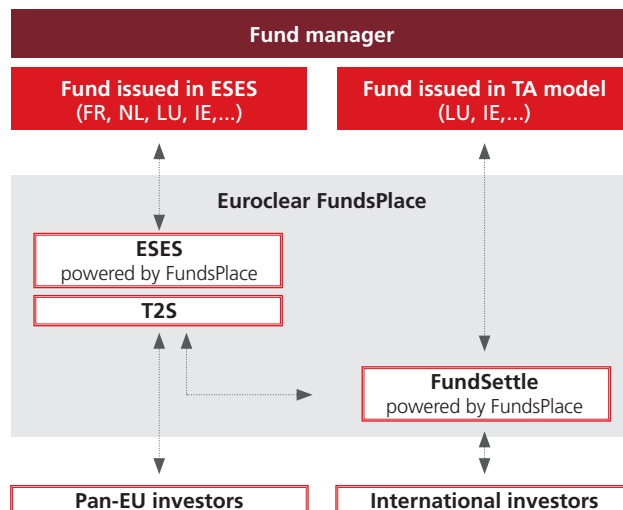 Fund manager
Fund issued in ESES
(FR, NL, LU, IE,...)
Fund issued in TA model
(LU, IE,...)
Euroclear FundsPlace
ESES
powered by FundsPlace
T2S
FundSettle
powered by FundsPlace
Pan-EU investors
International investors